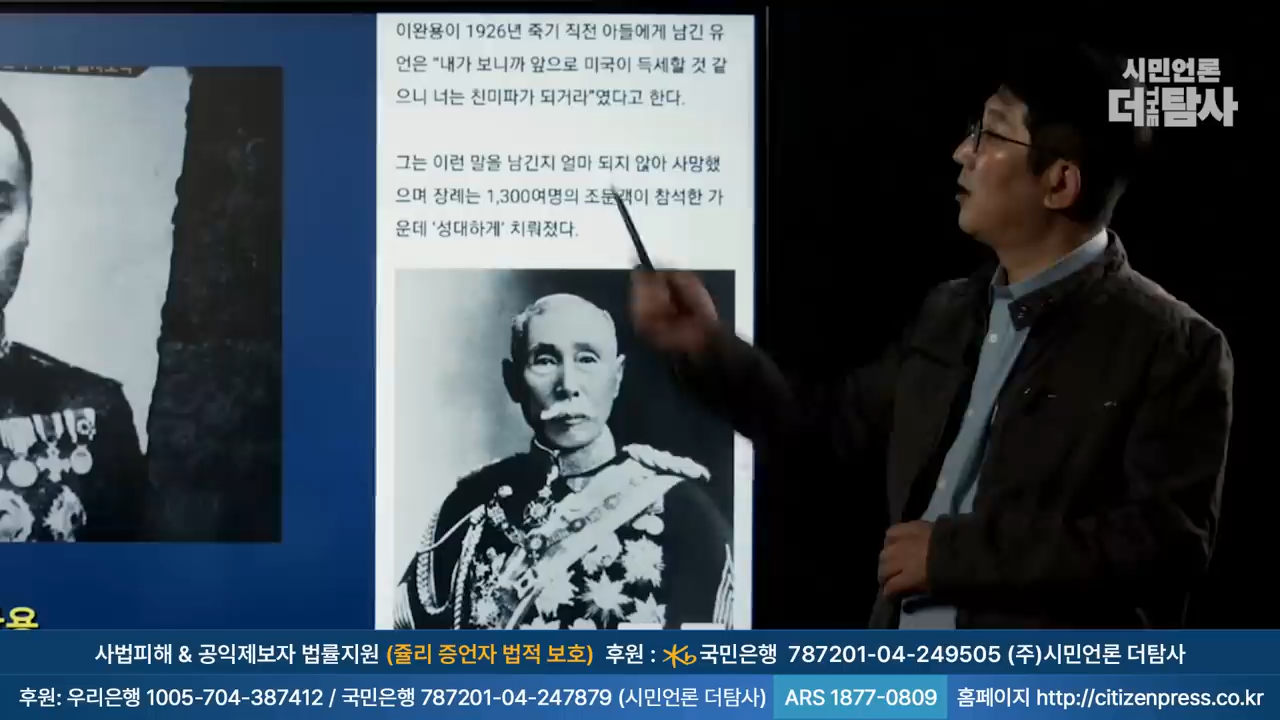 이완용이 1926년 죽기 직전 아들에게 남긴 유
언은 "내가 보니까 앞으로 미국이 득세할 것 같
으니 너는 친미파가 되거라"였다고 한다.
그는 이런 말을 남긴지 얼마 되지 않아 사망했
으며 장례는 1,300여명의 조문객이 참석한 가
운데 '성대하게' 치뤄졌다.
시민언론
더탐사
사법피해 & 공익제보자 법률지원 (쥴리 증언자 법적 보호) 후원 : Kb 국민은행 787201-04-249505 (주)시민언론 더탐사
후원: 우리은행 1005-704-387412 / 국민은행 787201-04-247879 (시민언론 더탐사) ARS 1877-0809 홈페이지 http://citizenpress.co.kr